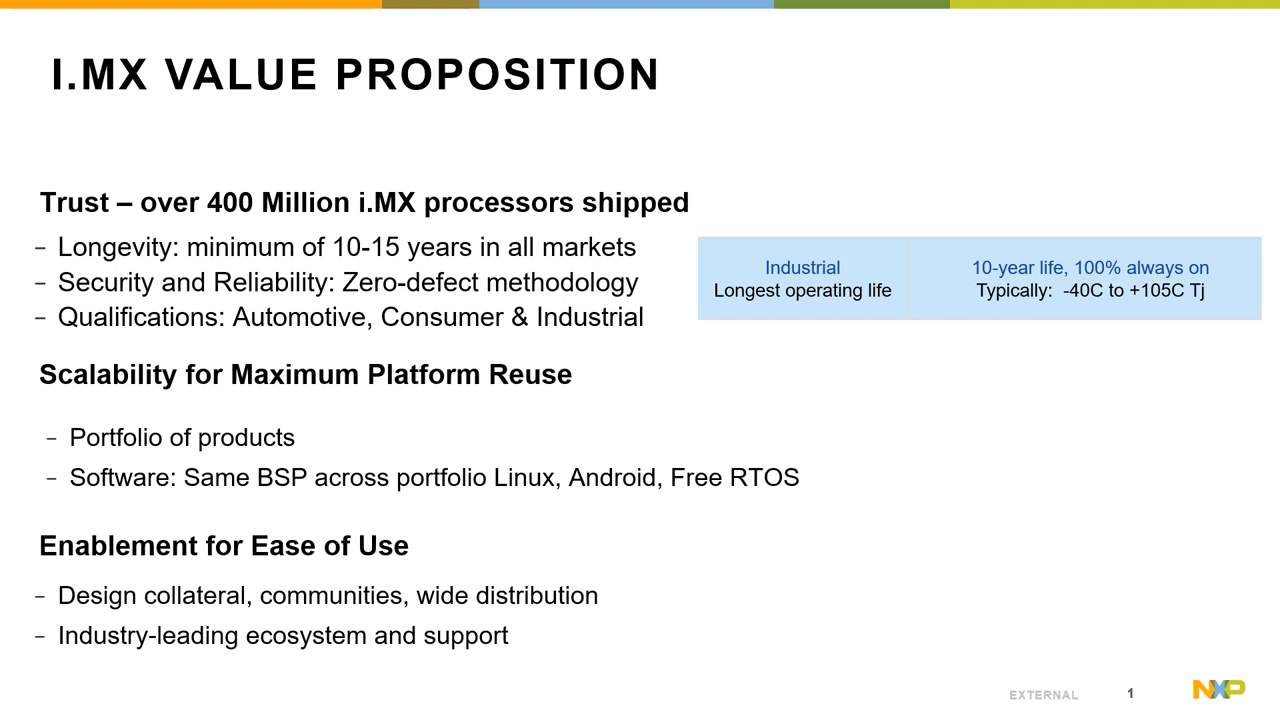 I.MX VALUE PROPOSITION
Trust – over 400 Million i.MX processors shipped
– Longevity: minimum of 10-15 years in all markets
– Security and Reliability: Zero-defect methodology
– Qualifications: Automotive, Consumer & Industrial
Industrial
Longest operating life
10-year life, 100% always on
Typically: -40C to +105C Tj
Scalability for Maximum Platform Reuse
– Portfolio of products
– Software: Same BSP across portfolio Linux, Android, Free RTOS
Enablement for Ease of Use
– Design collateral, communities, wide distribution
– Industry-leading ecosystem and support
EXTERNAL
1
NXP